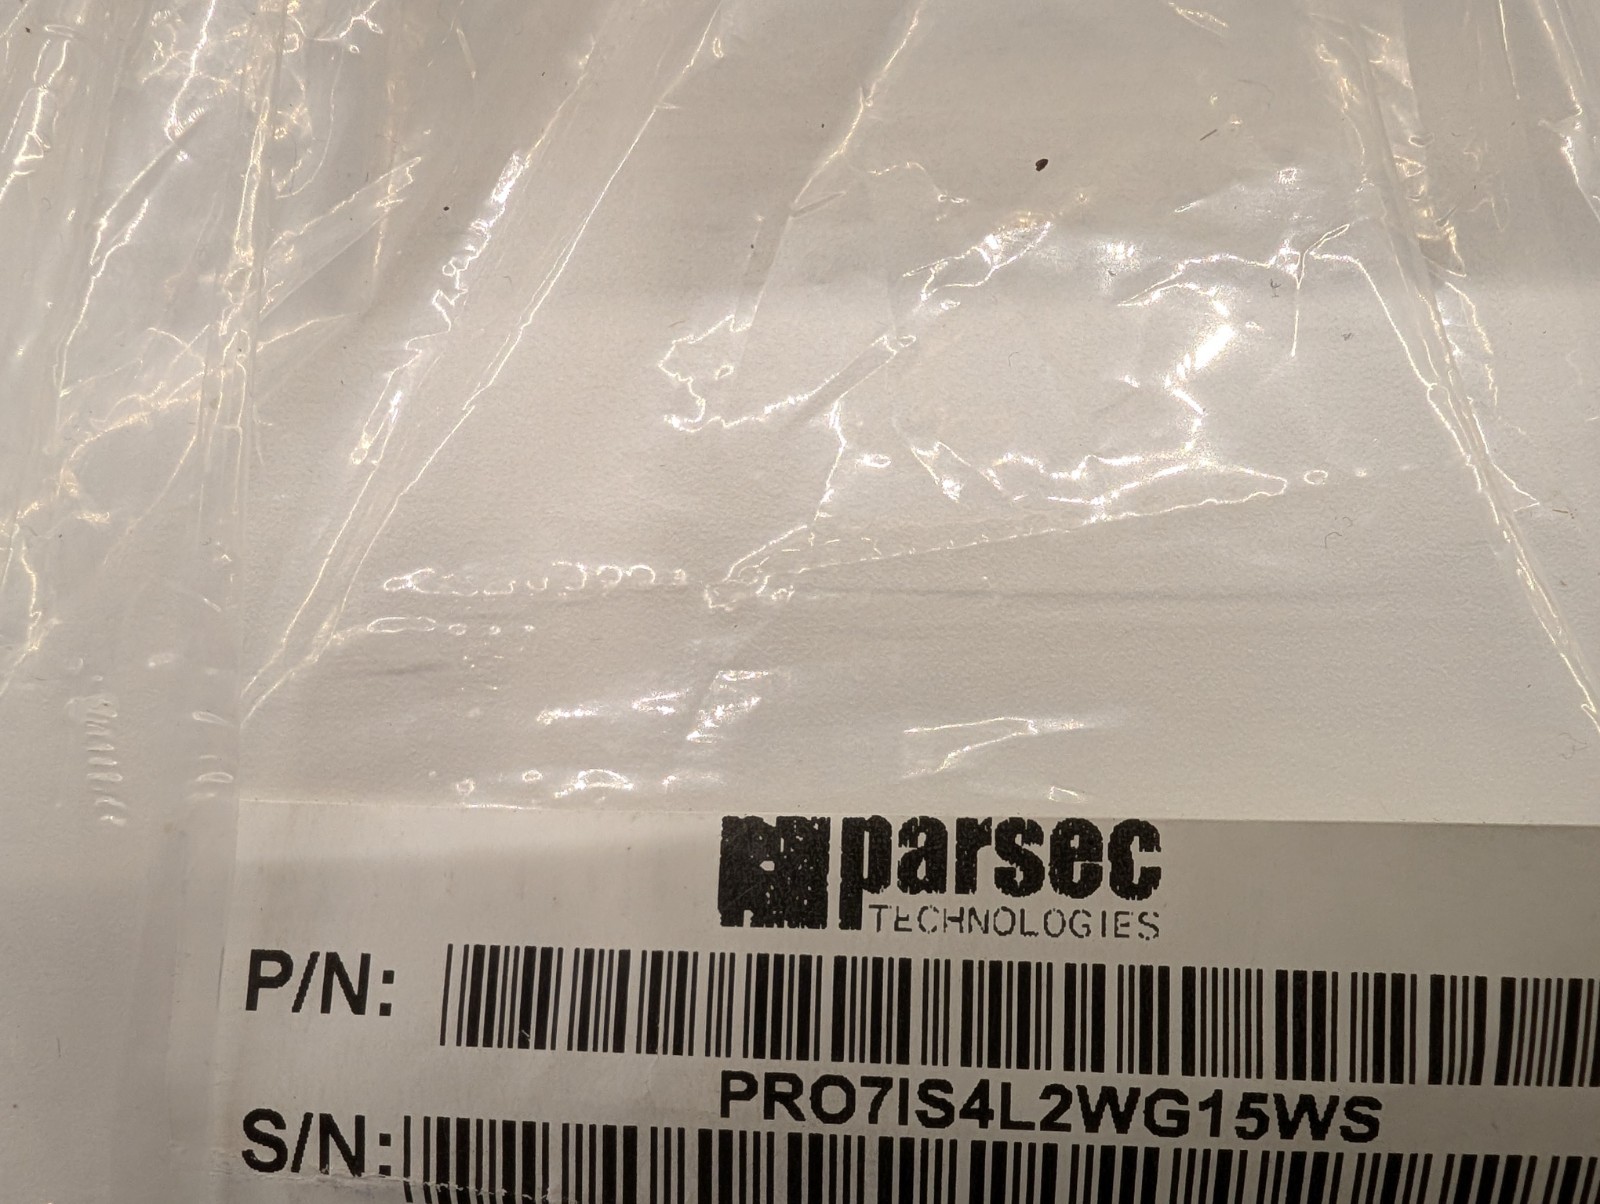 parsec
TECHNOLOGIES
P/N:
PRO7IS4L2WG15WS
S/N: